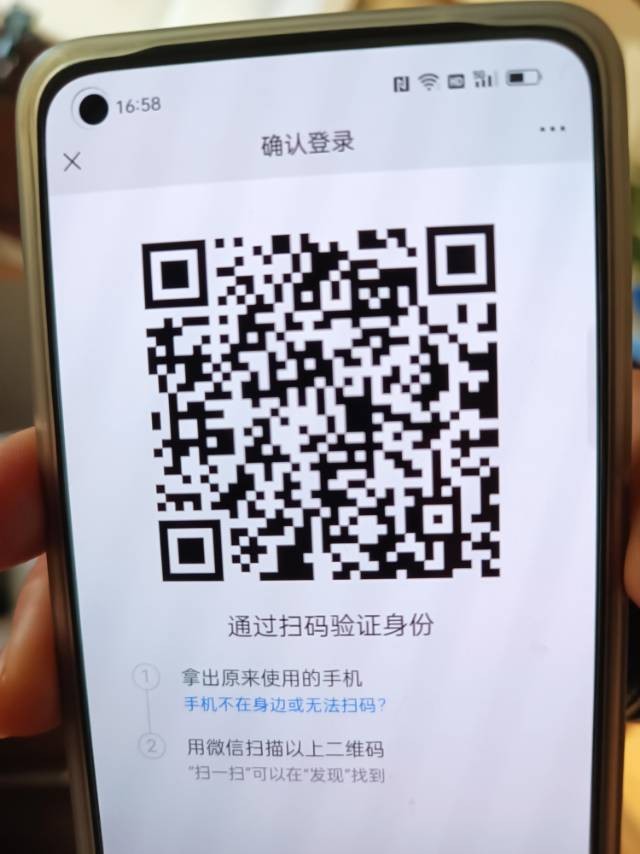 16:58
HD 5G
确认登录
通过扫码验证身份
1 拿出原来使用的手机
手机不在身边或无法扫码?
2 用微信扫描以上二维码
“扫一扫”可以在“发现”找到